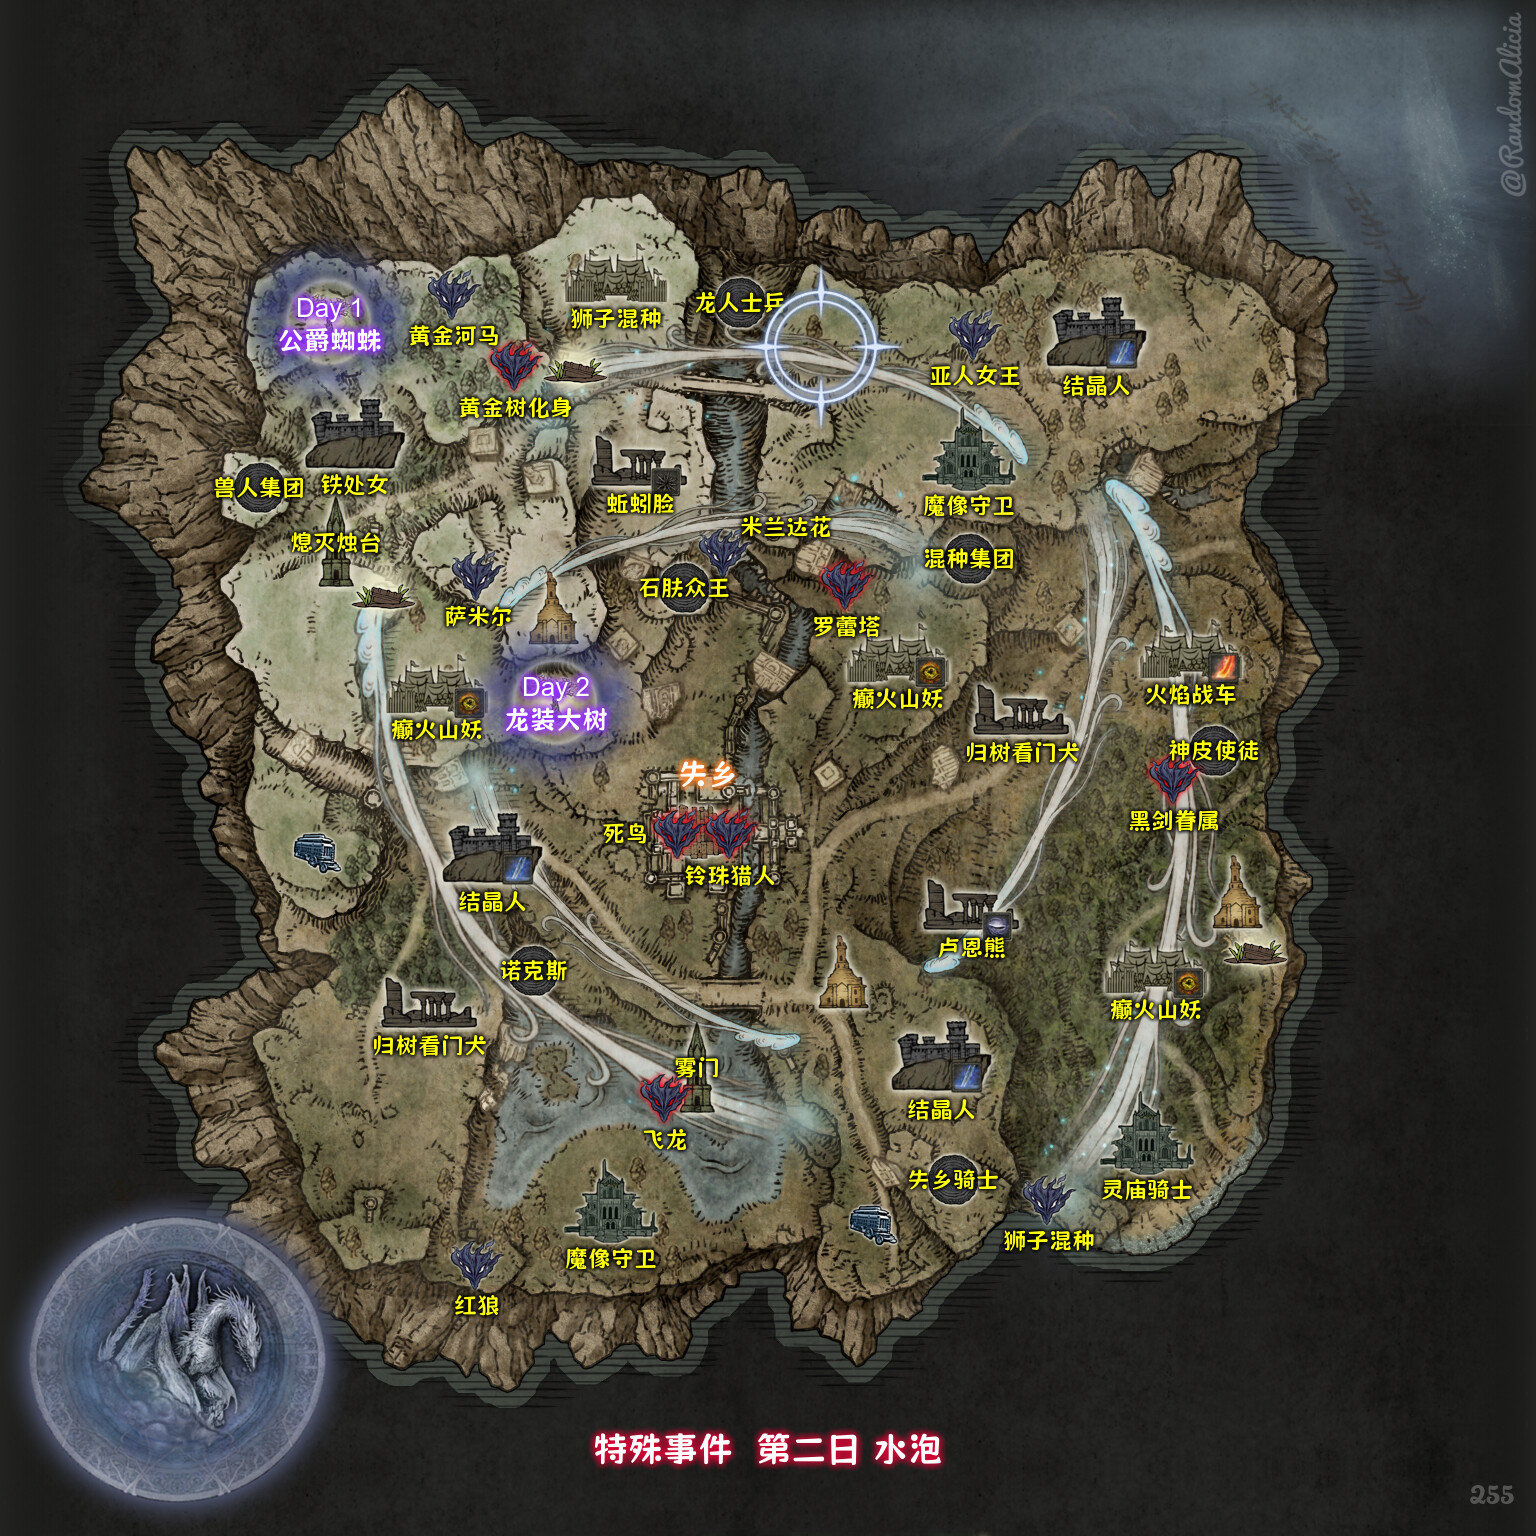 @RandomAlicia
Day 1
公爵蜘蛛
黄金河马
狮子混种
龙人士兵
亚人女王
结晶人
黄金树化身
兽人集团
铁处女
蚯蚓脸
魔像守卫
熄灭烛台
米兰达花
混种集团
萨米尔
石肤众王
罗蕾塔
癫火山妖
Day 2
龙装大树
癫火山妖
归树看门犬
火焰战车
神皮使徒
失乡
死鸟
铃珠猎人
黑剑眷属
结晶人
诺克斯
卢恩熊
癫火山妖
归树看门犬
雾门
飞龙
结晶人
失乡骑士
灵庙骑士
狮子混种
魔像守卫
红狼
特殊事件 第二日 水泡
255